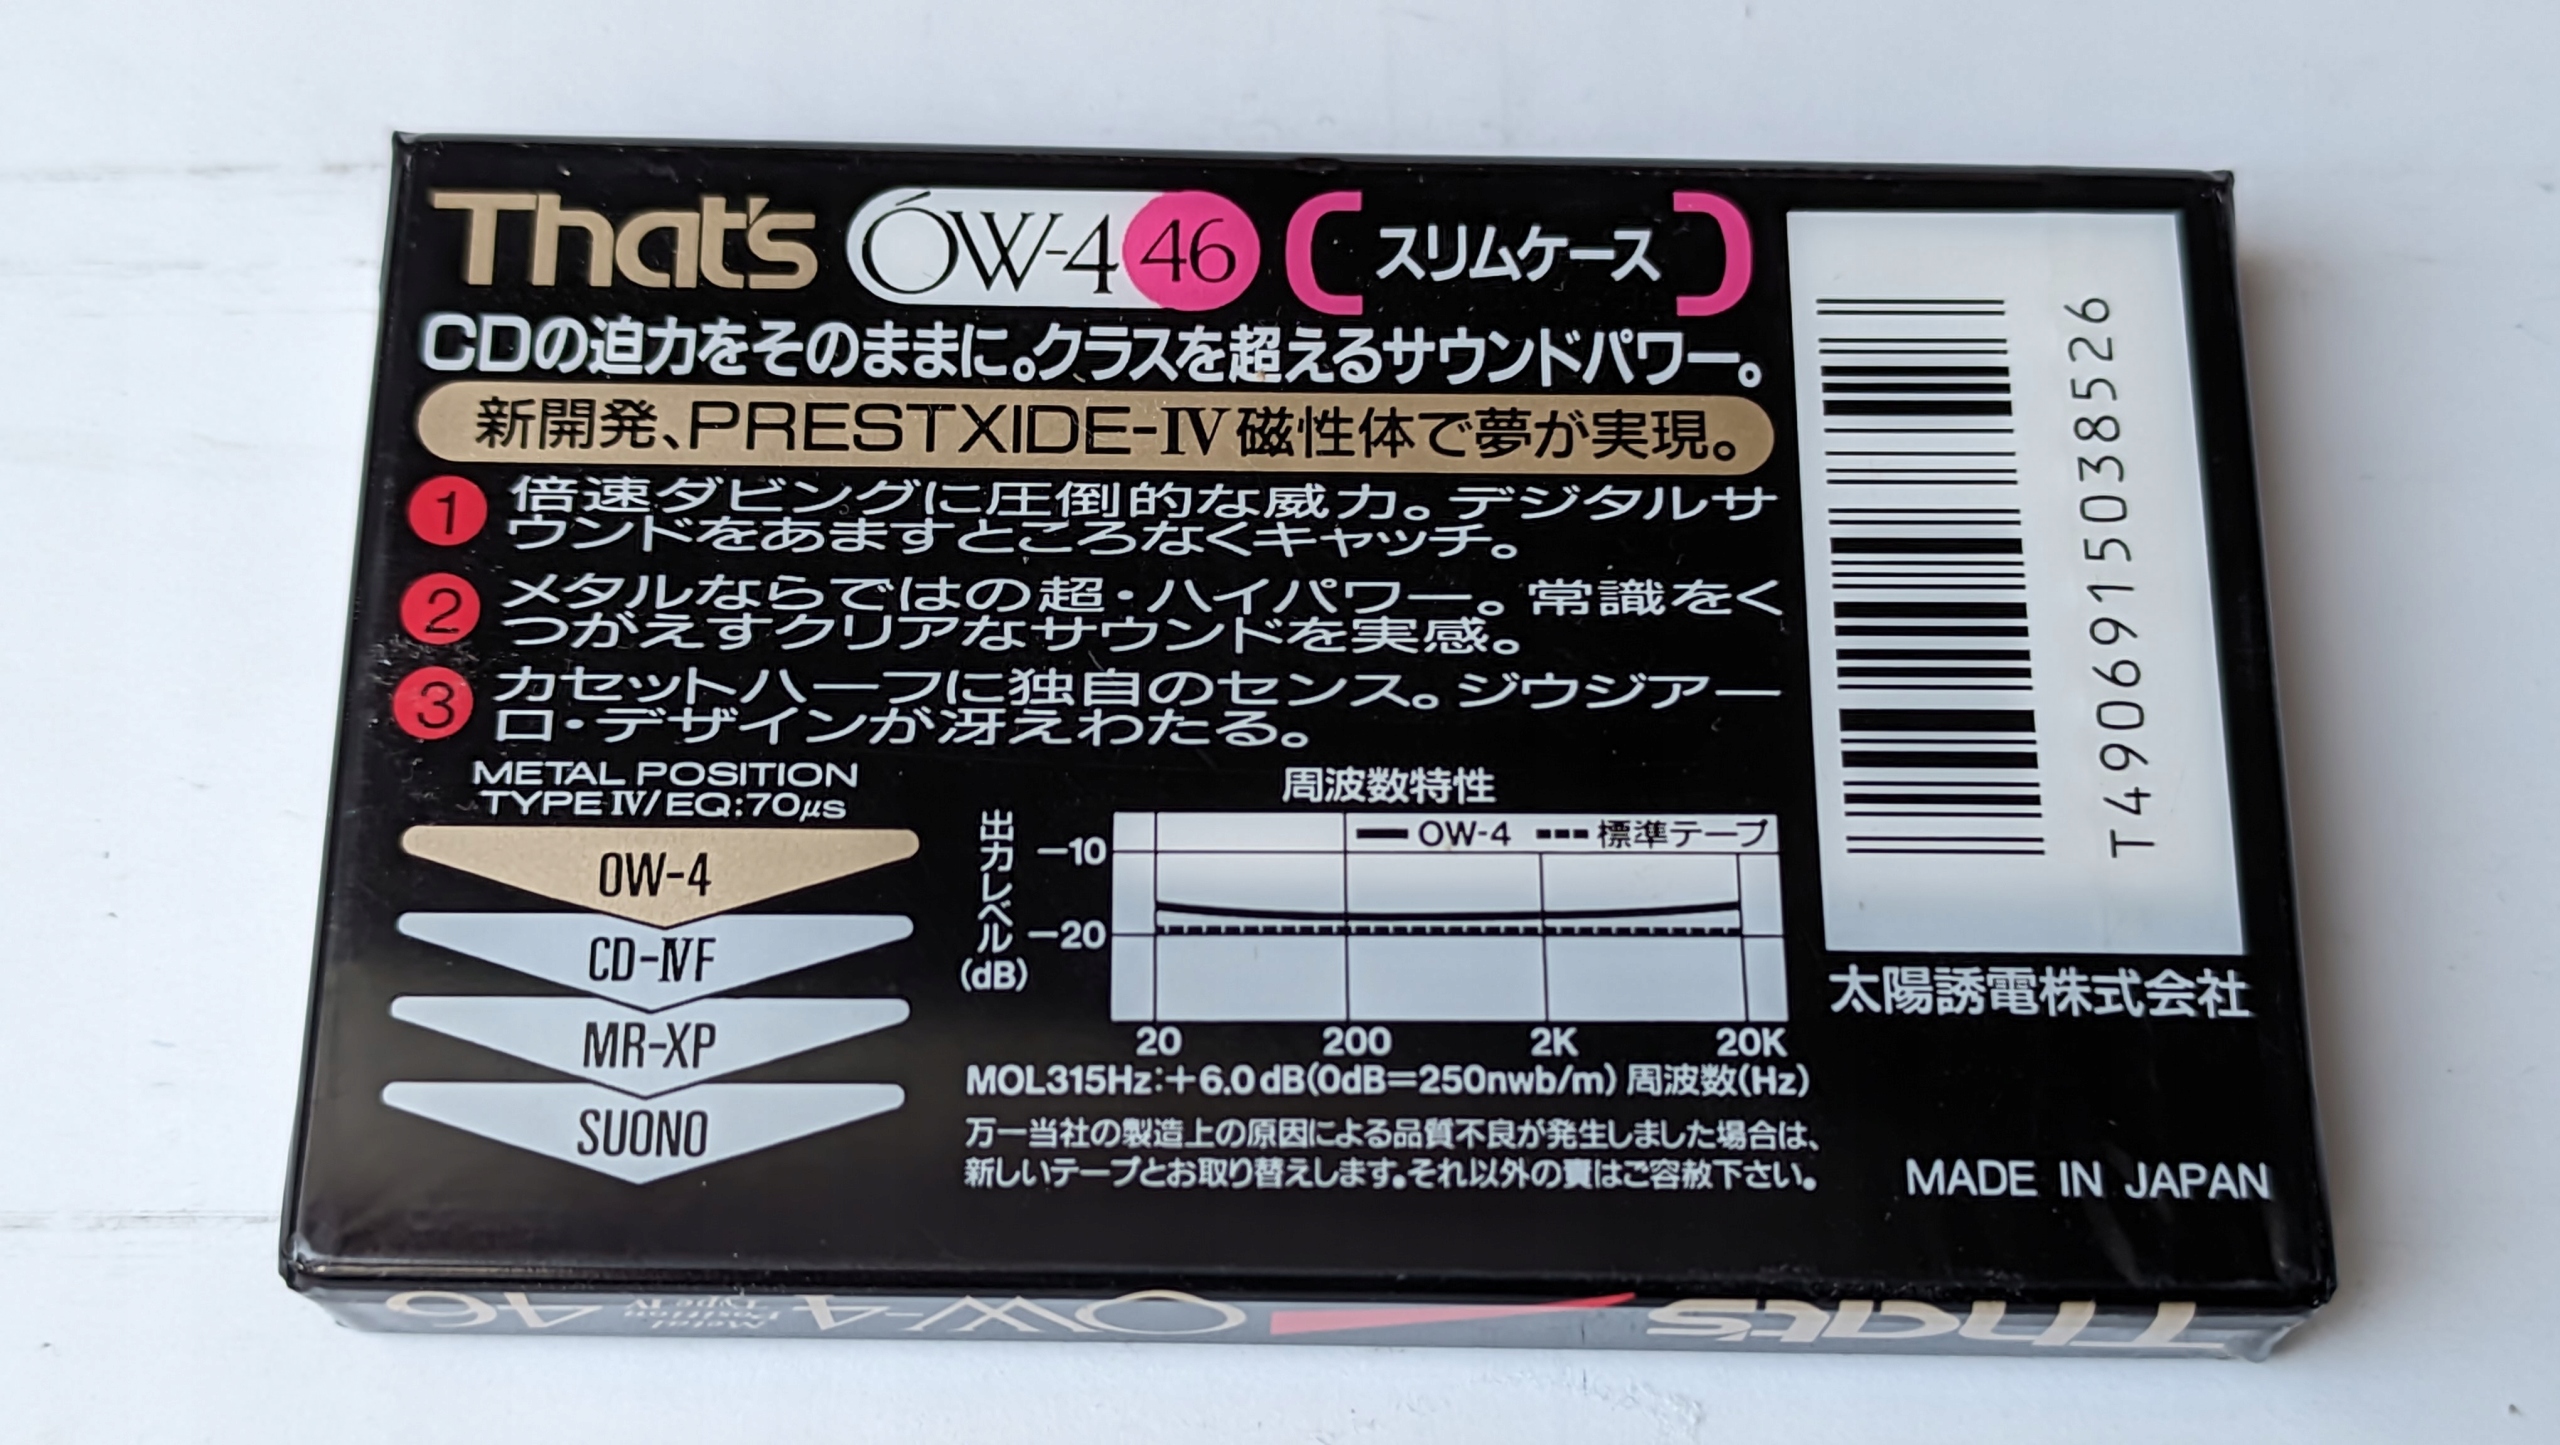 That's ÓW-4 46 [スリムケース]
CDの迫力をそのままに。クラスを超えるサウンドパワー。
新開発、PRESTXIDE-Ⅳ磁性体で夢が実現。
1 倍速ダビングに圧倒的な威力。デジタルサ
ウンドをあますところなくキャッチ。
2 メタルならではの超・ハイパワー。常識をく
つがえすクリアなサウンドを実感。
3 カセットハーフに独自のセンス。ジウジアー
ロ・デザインが冴えわたる。
METAL POSITION
TYPE Ⅳ/EQ:70μs
OW-4
CD-ⅣF
MR-XP
SUONO
周波数特性
出力レベル(dB)
OW-4 標準テープ
-10
-20
20 200 2K 20K
MOL315Hz:+6.0dB(0dB=250nwb/m) 周波数(Hz)
万一当社の製造上の原因による品質不良が発生しました場合は、
新しいテープとお取り替えします。それ以外の責はご容赦下さい。
T4906915038526
太陽誘電株式会社
MADE IN JAPAN
That's OW-4 Metal Position Type Ⅳ 46